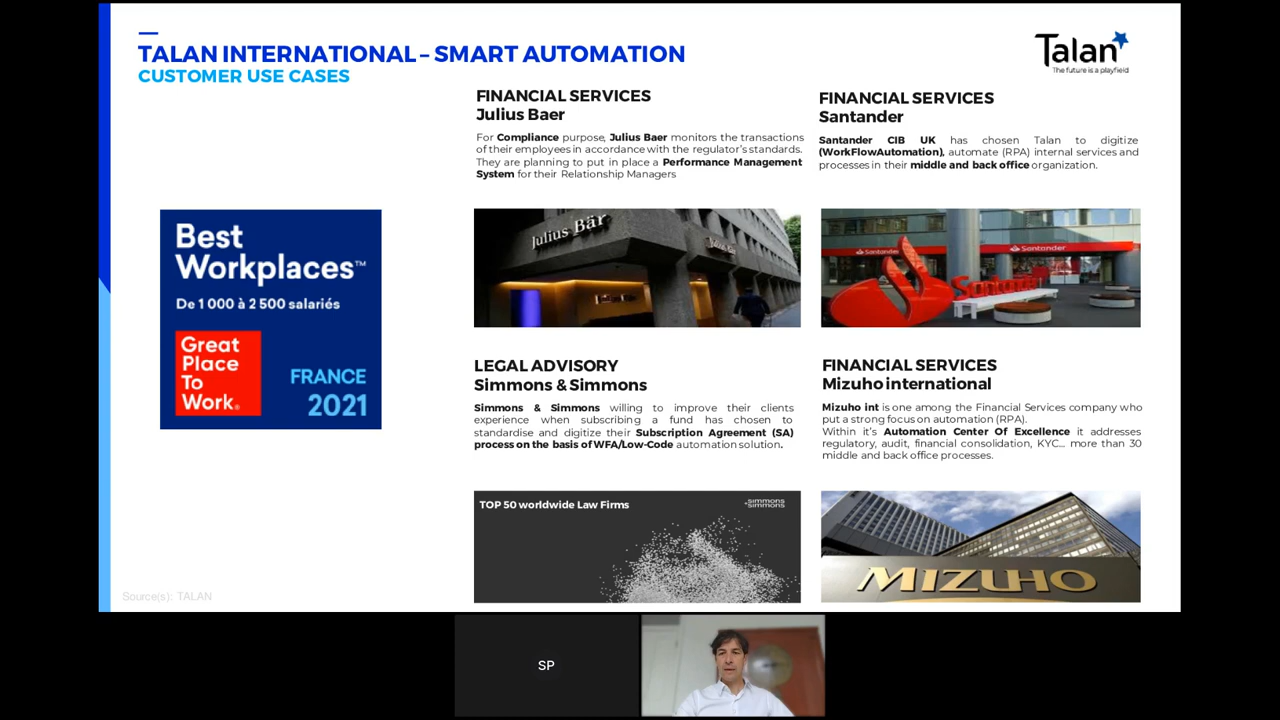 TALAN INTERNATIONAL – SMART AUTOMATION
CUSTOMER USE CASES
Talan
The future is a playfield
FINANCIAL SERVICES
Julius Baer
For Compliance purpose, Julius Baer monitors the transactions
of their employees in accordance with the regulator's standards.
They are planning to put in place a Performance Management
System for their Relationship Managers
FINANCIAL SERVICES
Santander
Santander CIB UK has chosen Talan to digitize
(WorkFlowAutomation), automate (RPA) internal services and
processes in their middle and back office organization.
Best
Workplaces™
De 1 000 à 2 500 salariés
Great
Place
To
Work®
FRANCE
2021
Julius Bär
Santander
Santander
Santander
LEGAL ADVISORY
Simmons & Simmons
Simmons & Simmons willing to improve their clients
experience when subscribing a fund has chosen to
standardise and digitize their Subscription Agreement (SA)
process on the basis of WFA/Low-Code automation solution.
FINANCIAL SERVICES
Mizuho international
Mizuho int is one among the Financial Services company who
put a strong focus on automation (RPA).
Within it's Automation Center Of Excellence it addresses
regulatory, audit, financial consolidation, KYC... more than 30
middle and back office processes.
TOP 50 worldwide Law Firms
simmons
simmons
MIZUHO
Source(s): TALAN
SP